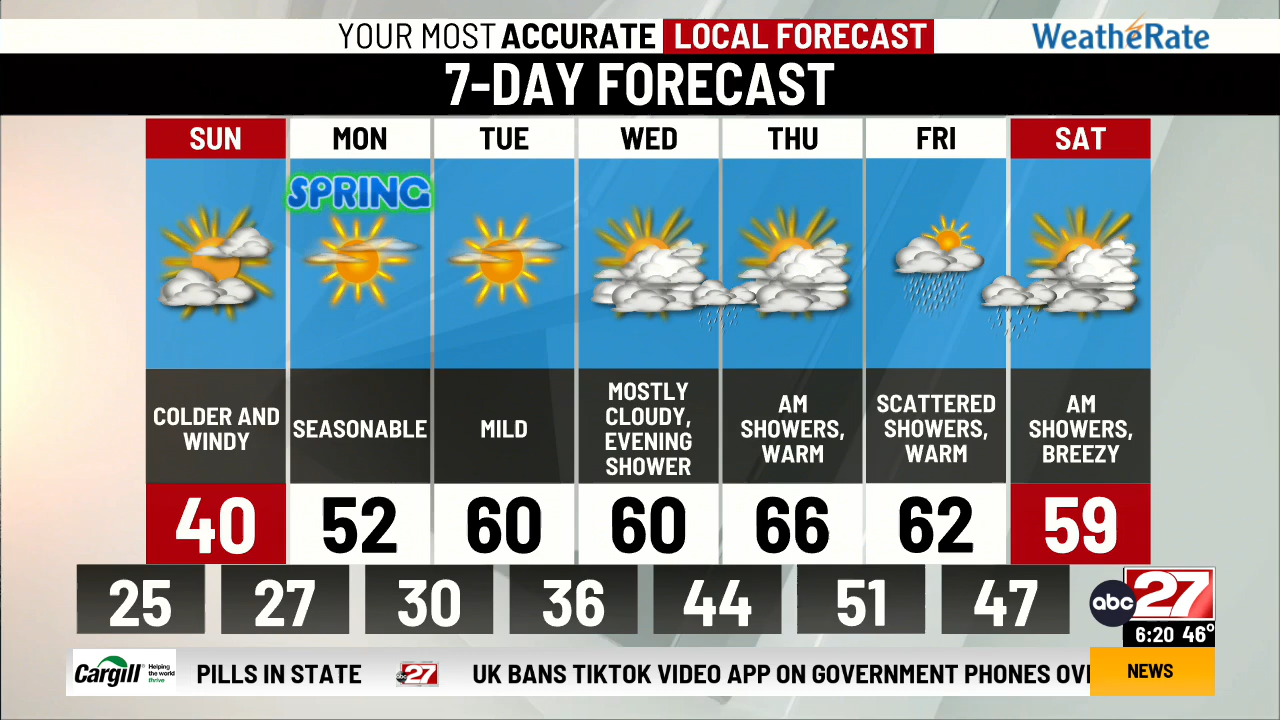 YOUR MOST ACCURATE LOCAL FORECAST
WeatheRate
7-DAY FORECAST
SUN MON TUE WED THU FRI SAT
SPRING
COLDER AND
WINDY
SEASONABLE
MILD
MOSTLY
CLOUDY,
EVENING
SHOWER
AM
SHOWERS,
WARM
SCATTERED
SHOWERS,
WARM
AM
SHOWERS,
BREEZY
40 52 60 60 66 62 59
25 27 30 36 44 51 47
abc 27
6:20 46°
Cargill® Helping
the world
thrive
PILLS IN STATE abc 27 UK BANS TIKTOK VIDEO APP ON GOVERNMENT PHONES OV
NEWS